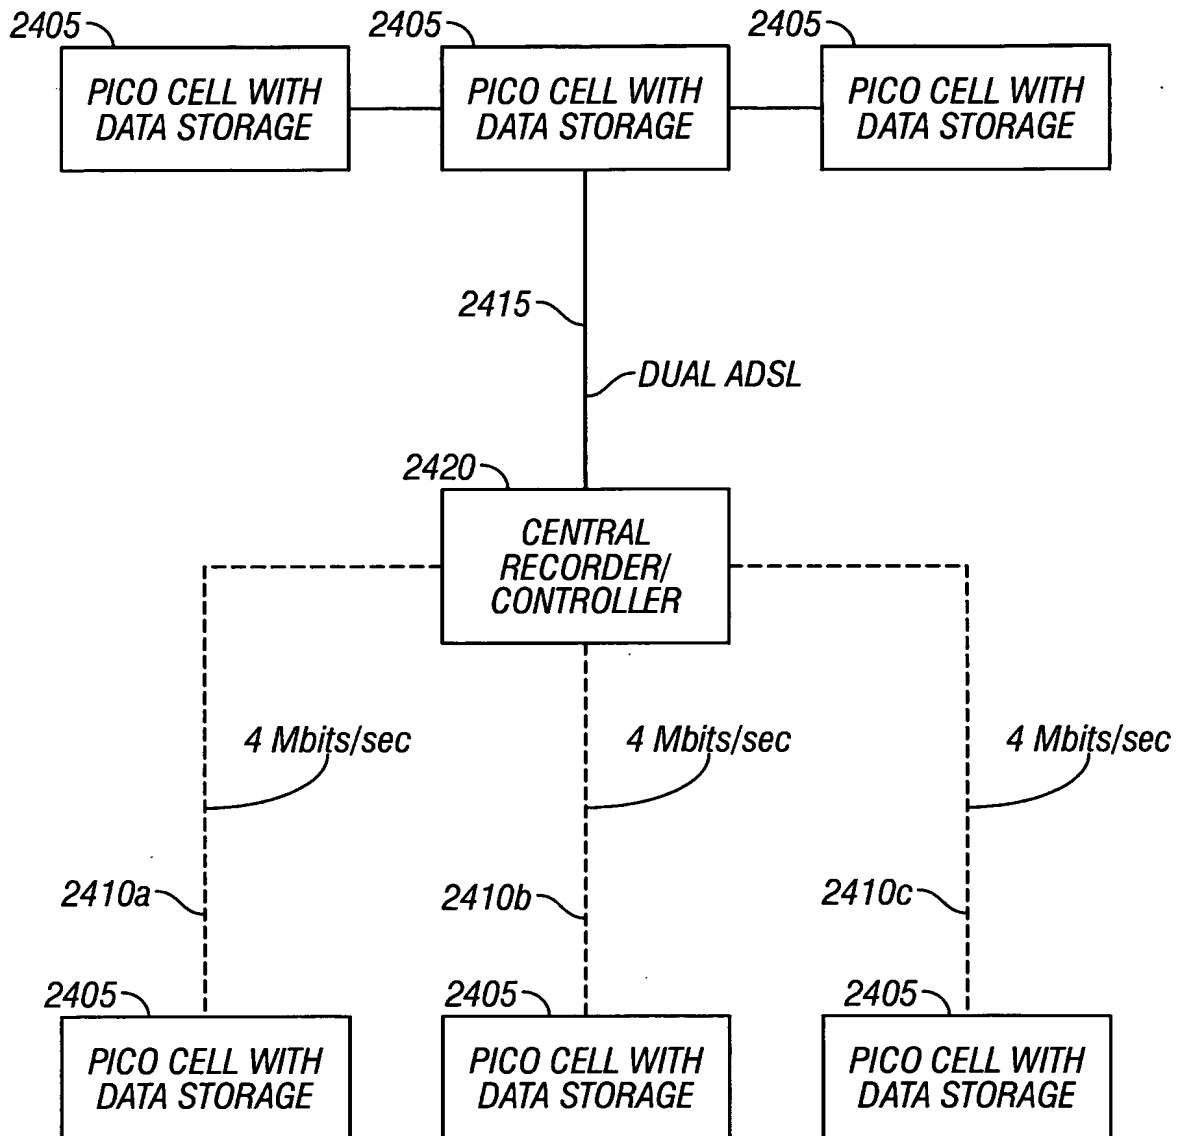 2405
2405
2405
PICO CELL WITH
DATA STORAGE
PICO CELL WITH
DATA STORAGE
PICO CELL WITH
DATA STORAGE
2415
DUAL ADSL
2420
CENTRAL
RECORDER/
CONTROLLER
4 Mbits/sec
4 Mbits/sec
4 Mbits/sec
2410a
2410b
2410c
2405
2405
2405
PICO CELL WITH
DATA STORAGE
PICO CELL WITH
DATA STORAGE
PICO CELL WITH
DATA STORAGE